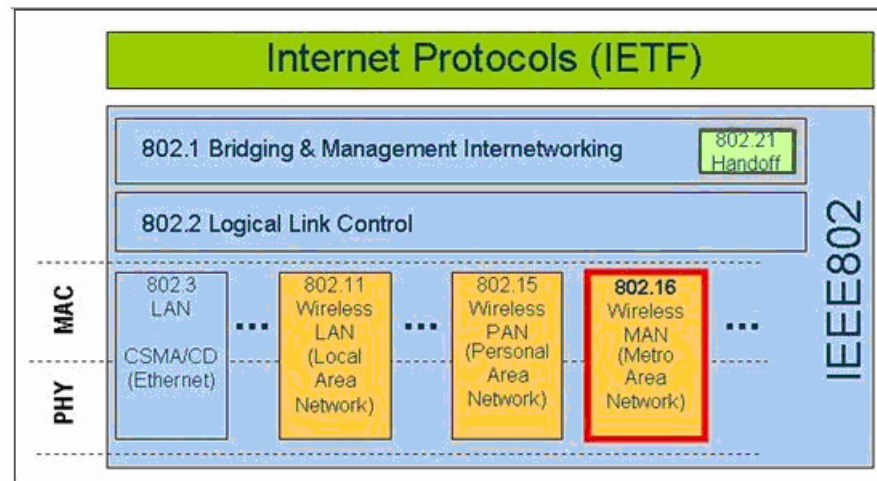 Internet Protocols (IETF)
802.1 Bridging & Management Internetworking
802.21
Handoff
802.2 Logical Link Control
IEEE802
MAC
PHY
802.3
LAN
CSMA/CD
(Ethernet)
...
802.11
Wireless
LAN
(Local
Area
Network)
...
802.15
Wireless
PAN
(Personal
Area
Network)
802.16
Wireless
MAN
(Metro
Area
Network)
...